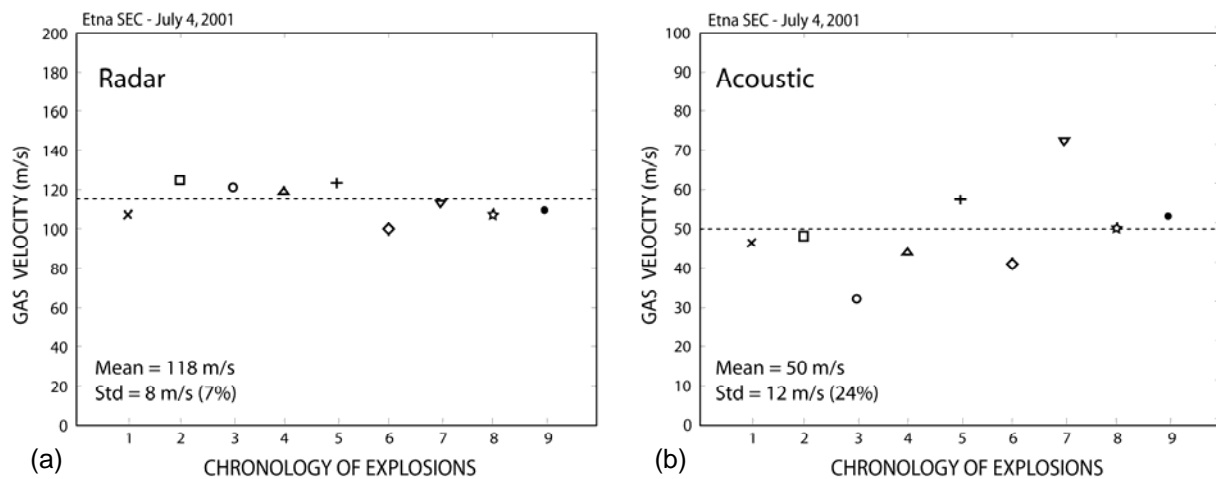 Etna SEC - July 4, 2001
200
180
160
140
120
100
80
60
40
20
0
GAS VELOCITY (m/s)
Radar
Mean = 118 m/s
Std = 8 m/s (7%)
1 2 3 4 5 6 7 8 9
(a)
CHRONOLOGY OF EXPLOSIONS
Etna SEC - July 4, 2001
100
90
80
70
60
50
40
30
20
10
0
GAS VELOCITY (m/s)
Acoustic
Mean = 50 m/s
Std = 12 m/s (24%)
1 2 3 4 5 6 7 8 9
(b)
CHRONOLOGY OF EXPLOSIONS